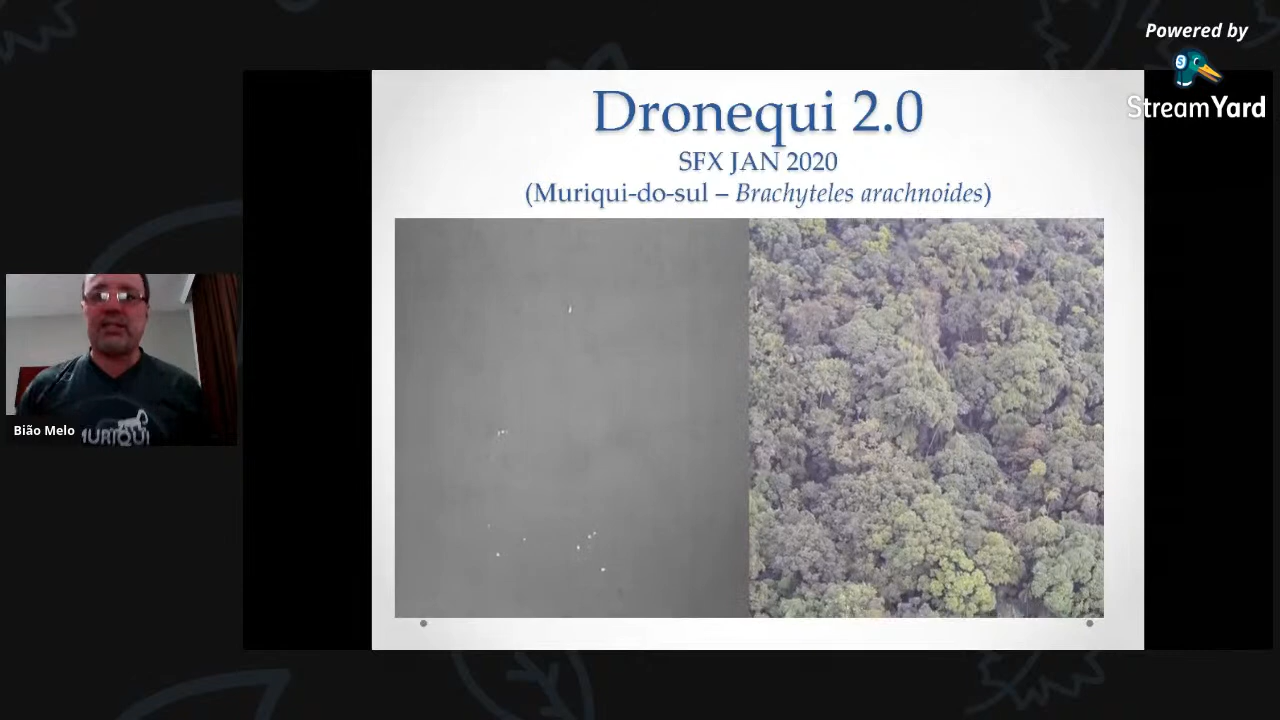 Powered by
StreamYard
Dronequi 2.0
SFX JAN 2020
(Muriqui-do-sul – Brachyteles arachnoides)
Bião Melo
MURIQUI